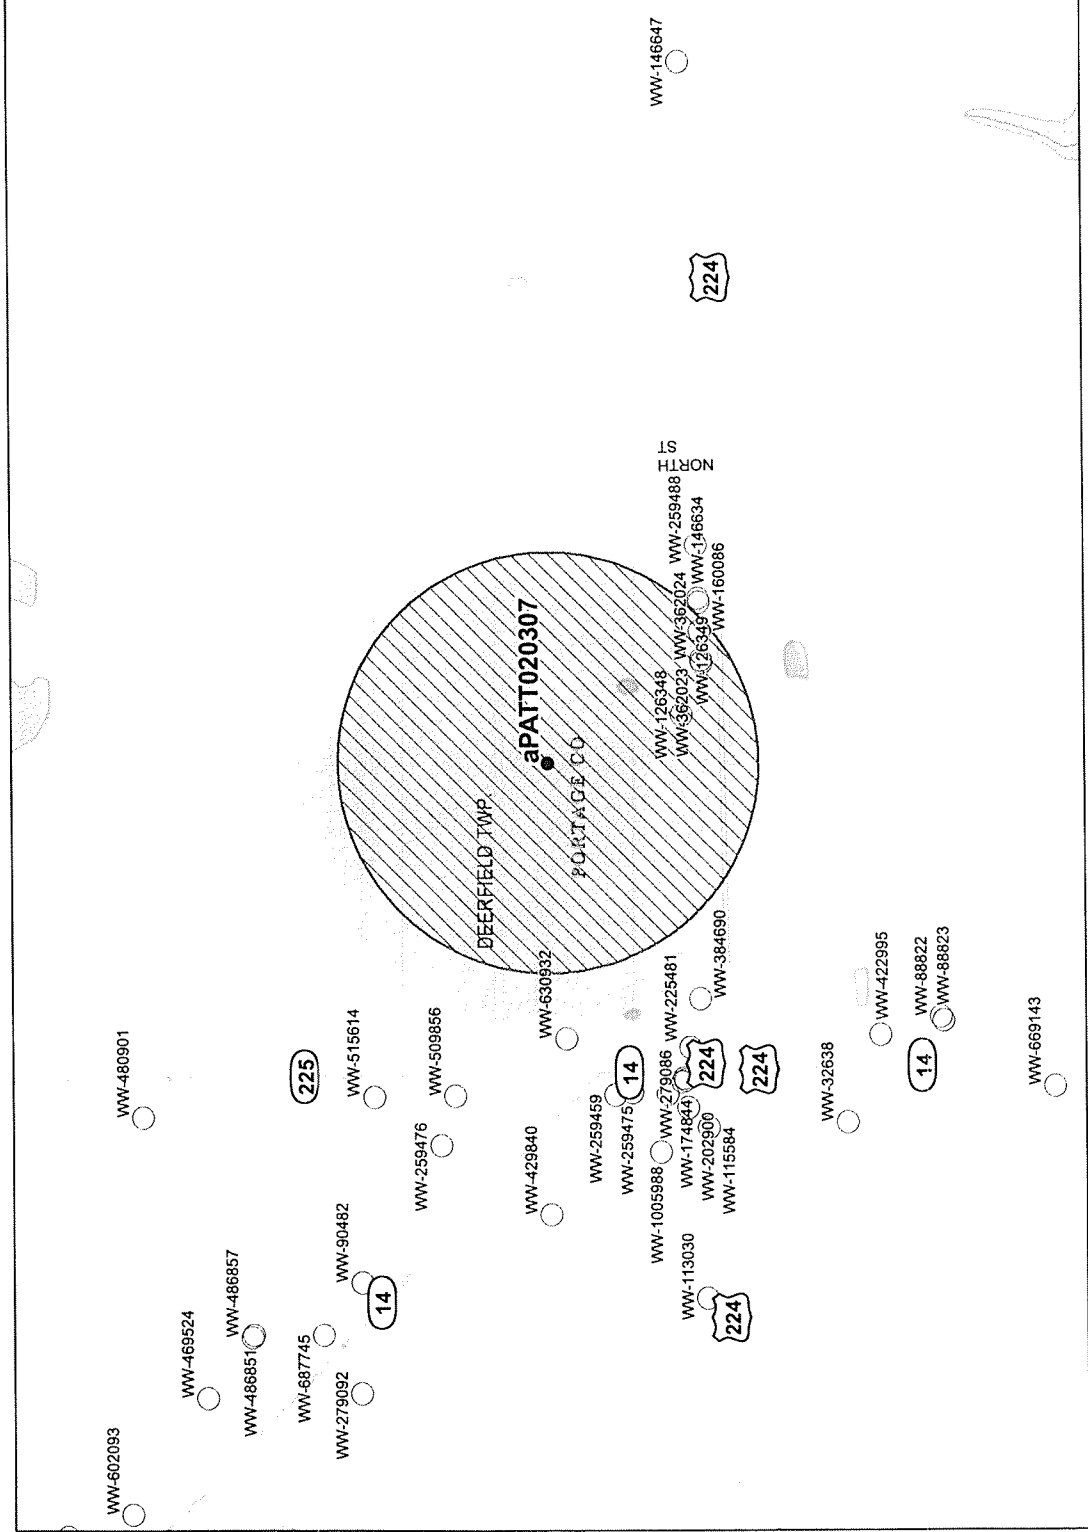 WW-146647
224
NORTH
ST
WW-259488
WW-146634
WW-362024
WW-160086
WW-126349
WW-126348
WW-362023
aPATT020307
PORTAGE CO
DEERFIELD TWP.
WW-630932
WW-384690
WW-225481
WW-422995
WW-88822
WW-88823
WW-480901
225
WW-515614
WW-509856
14
WW-279086
224
224
WW-32638
14
WW-669143
WW-259476
WW-429840
WW-259459
WW-259475
WW-1005988
WW-174844
WW-202900
WW-115584
WW-90482
14
WW-113030
224
WW-469524
WW-486857
WW-486851
WW-687745
WW-279092
WW-602093